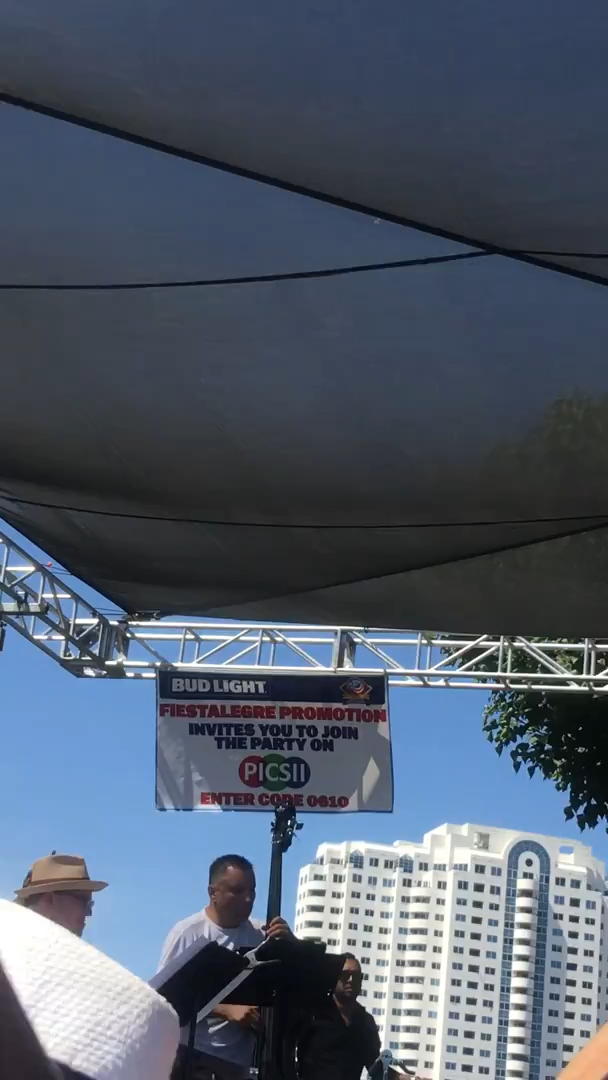 BUD LIGHT
FIESTALEGRE PROMOTION
INVITES YOU TO JOIN
THE PARTY ON
PICSII
ENTER CODE 0610